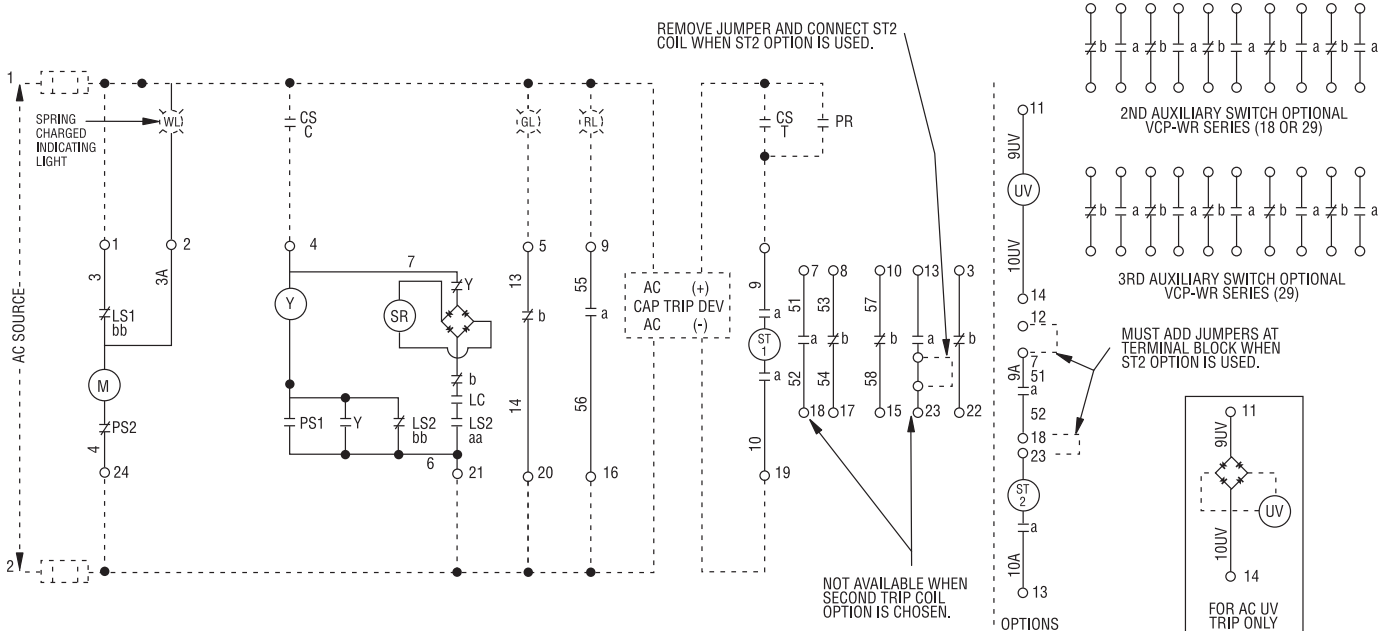 REMOVE JUMPER AND CONNECT ST2
COIL WHEN ST2 OPTION IS USED.
b a b a b a b a b a
2ND AUXILIARY SWITCH OPTIONAL
VCP-WR SERIES (18 OR 29)
b a b a b a b a b a
3RD AUXILIARY SWITCH OPTIONAL
VCP-WR SERIES (29)
1
AC SOURCE
2
SPRING
CHARGED
INDICATING
LIGHT
WL
1
2
3
3A
LS1
bb
M
PS2
4
24
CS
C
4
7
Y
Y
SR
b
LC
LS2
aa
PS1
Y
LS2
bb
6
21
GL
RL
5
9
13
55
b
a
14
56
20
16
AC (+)
CAP TRIP DEV
AC (-)
CS
T
PR
9
a
ST
1
a
10
19
7 8 10 13 3
51 53 57
a b b a b
52 54 58
18 17 15 23 22
NOT AVAILABLE WHEN
SECOND TRIP COIL
OPTION IS CHOSEN.
11
9UV
UV
10UV
14
12
7
9A
51
a
52
18
23
ST
2
a
10A
13
OPTIONS
MUST ADD JUMPERS AT
TERMINAL BLOCK WHEN
ST2 OPTION IS USED.
11
9UV
UV
10UV
14
FOR AC UV
TRIP ONLY